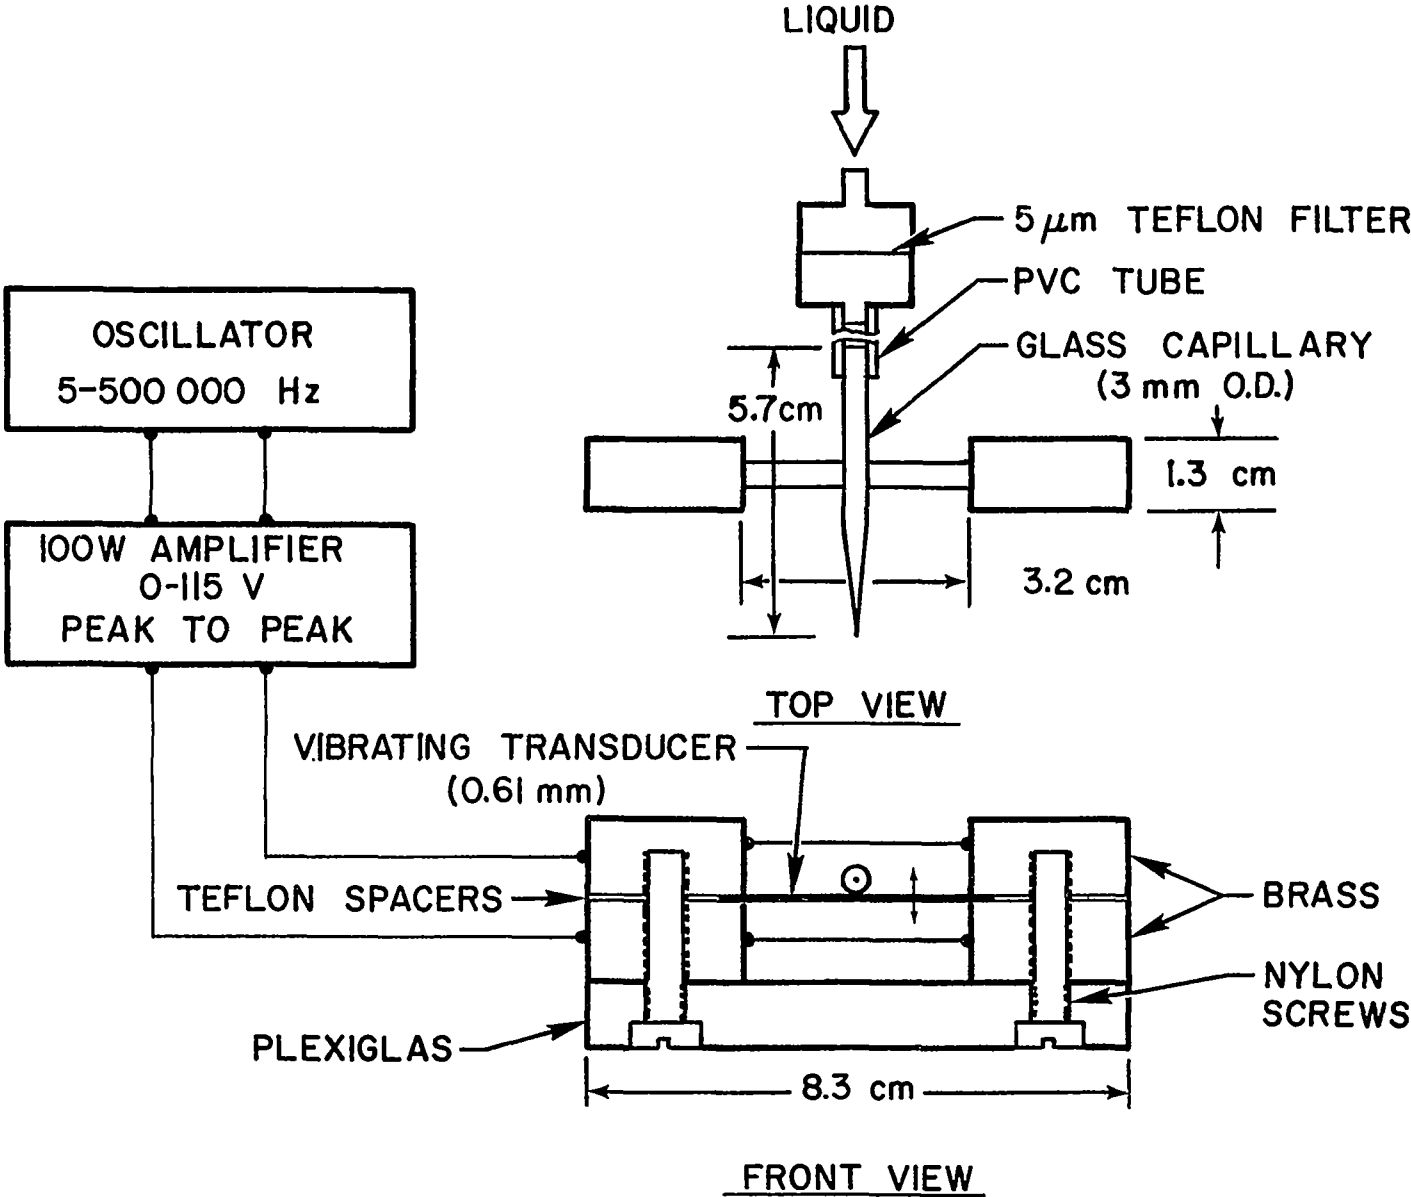 LIQUID
5 μm TEFLON FILTER
PVC TUBE
GLASS CAPILLARY
(3 mm O.D.)
5.7cm
1.3 cm
3.2 cm
OSCILLATOR
5-500 000 Hz
100W AMPLIFIER
0-115 V
PEAK TO PEAK
TOP VIEW
VIBRATING TRANSDUCER
(0.61 mm)
TEFLON SPACERS
BRASS
NYLON
SCREWS
PLEXIGLAS
8.3 cm
FRONT VIEW